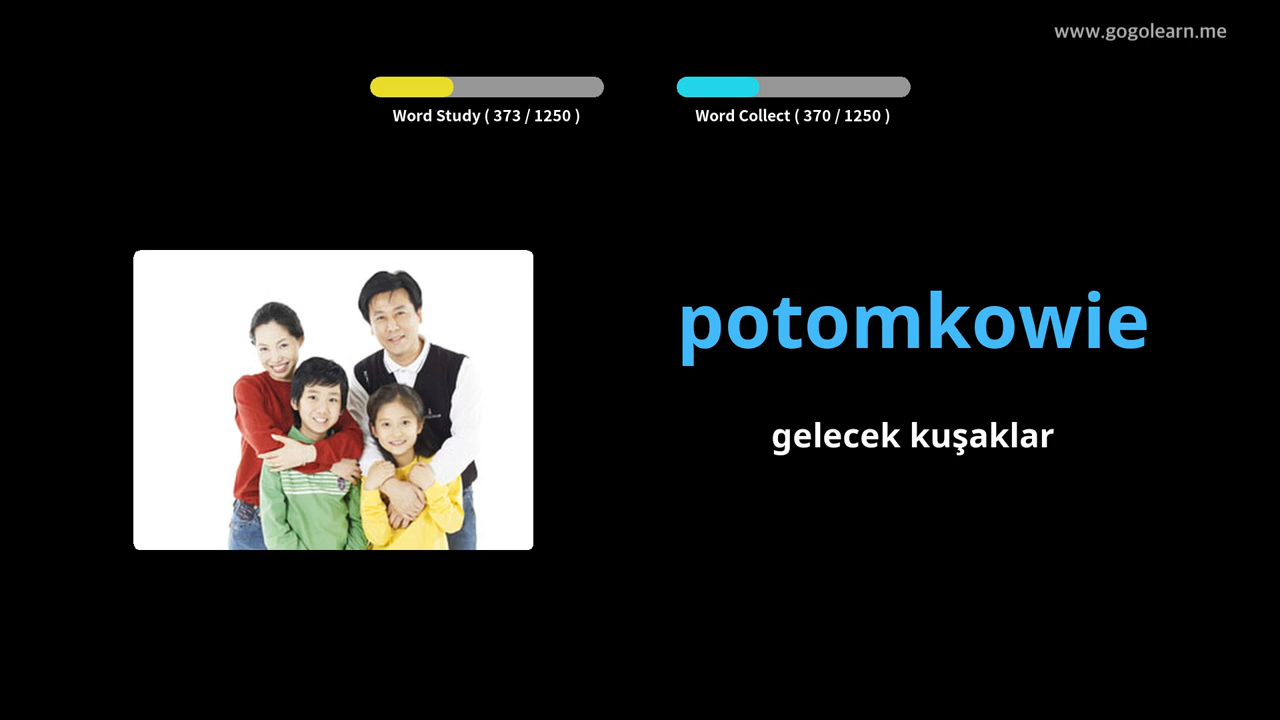 www.gogolearn.me
Word Study ( 373 / 1250 )
Word Collect ( 370 / 1250 )
potomkowie
gelecek kuşaklar